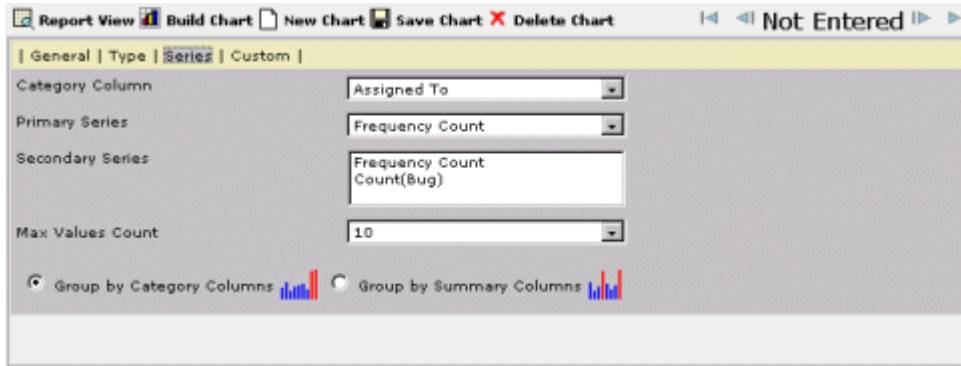 Report View Build Chart New Chart Save Chart Delete Chart Not Entered
| General | Type | Series | Custom |
Category Column Assigned To
Primary Series Frequency Count
Secondary Series Frequency Count
Count(Bug)
Max Values Count 10
Group by Category Columns Group by Summary Columns